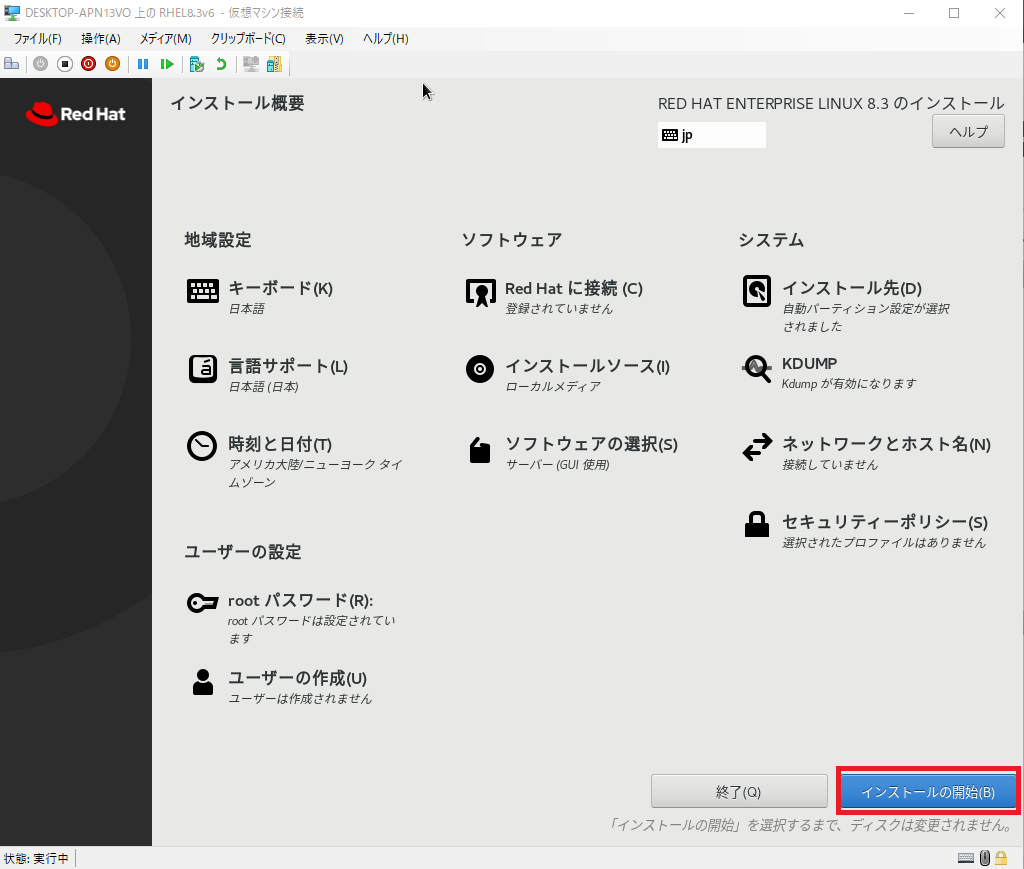 DESKTOP-APN13VO 上の RHEL8.3v6 - 仮想マシン接続
ファイル(F) 操作(A) メディア(M) クリップボード(C) 表示(V) ヘルプ(H)
Red Hat
インストール概要
RED HAT ENTERPRISE LINUX 8.3 のインストール
jp
ヘルプ
地域設定
キーボード(K)
日本語
言語サポート(L)
日本語 (日本)
時刻と日付(T)
アメリカ大陸/ニューヨーク タイ
ムゾーン
ソフトウェア
Red Hat に接続 (C)
登録されていません
インストールソース(I)
ローカルメディア
ソフトウェアの選択(S)
サーバー (GUI 使用)
システム
インストール先(D)
自動パーティション設定が選択
されました
KDUMP
Kdump が有効になります
ネットワークとホスト名(N)
接続していません
セキュリティーポリシー(S)
選択されたプロファイルはありません
ユーザーの設定
root パスワード(R):
root パスワードは設定されてい
ます
ユーザーの作成(U)
ユーザーは作成されません
終了(Q)
インストールの開始(B)
「インストールの開始」を選択するまで、ディスクは変更されません。
状態: 実行中